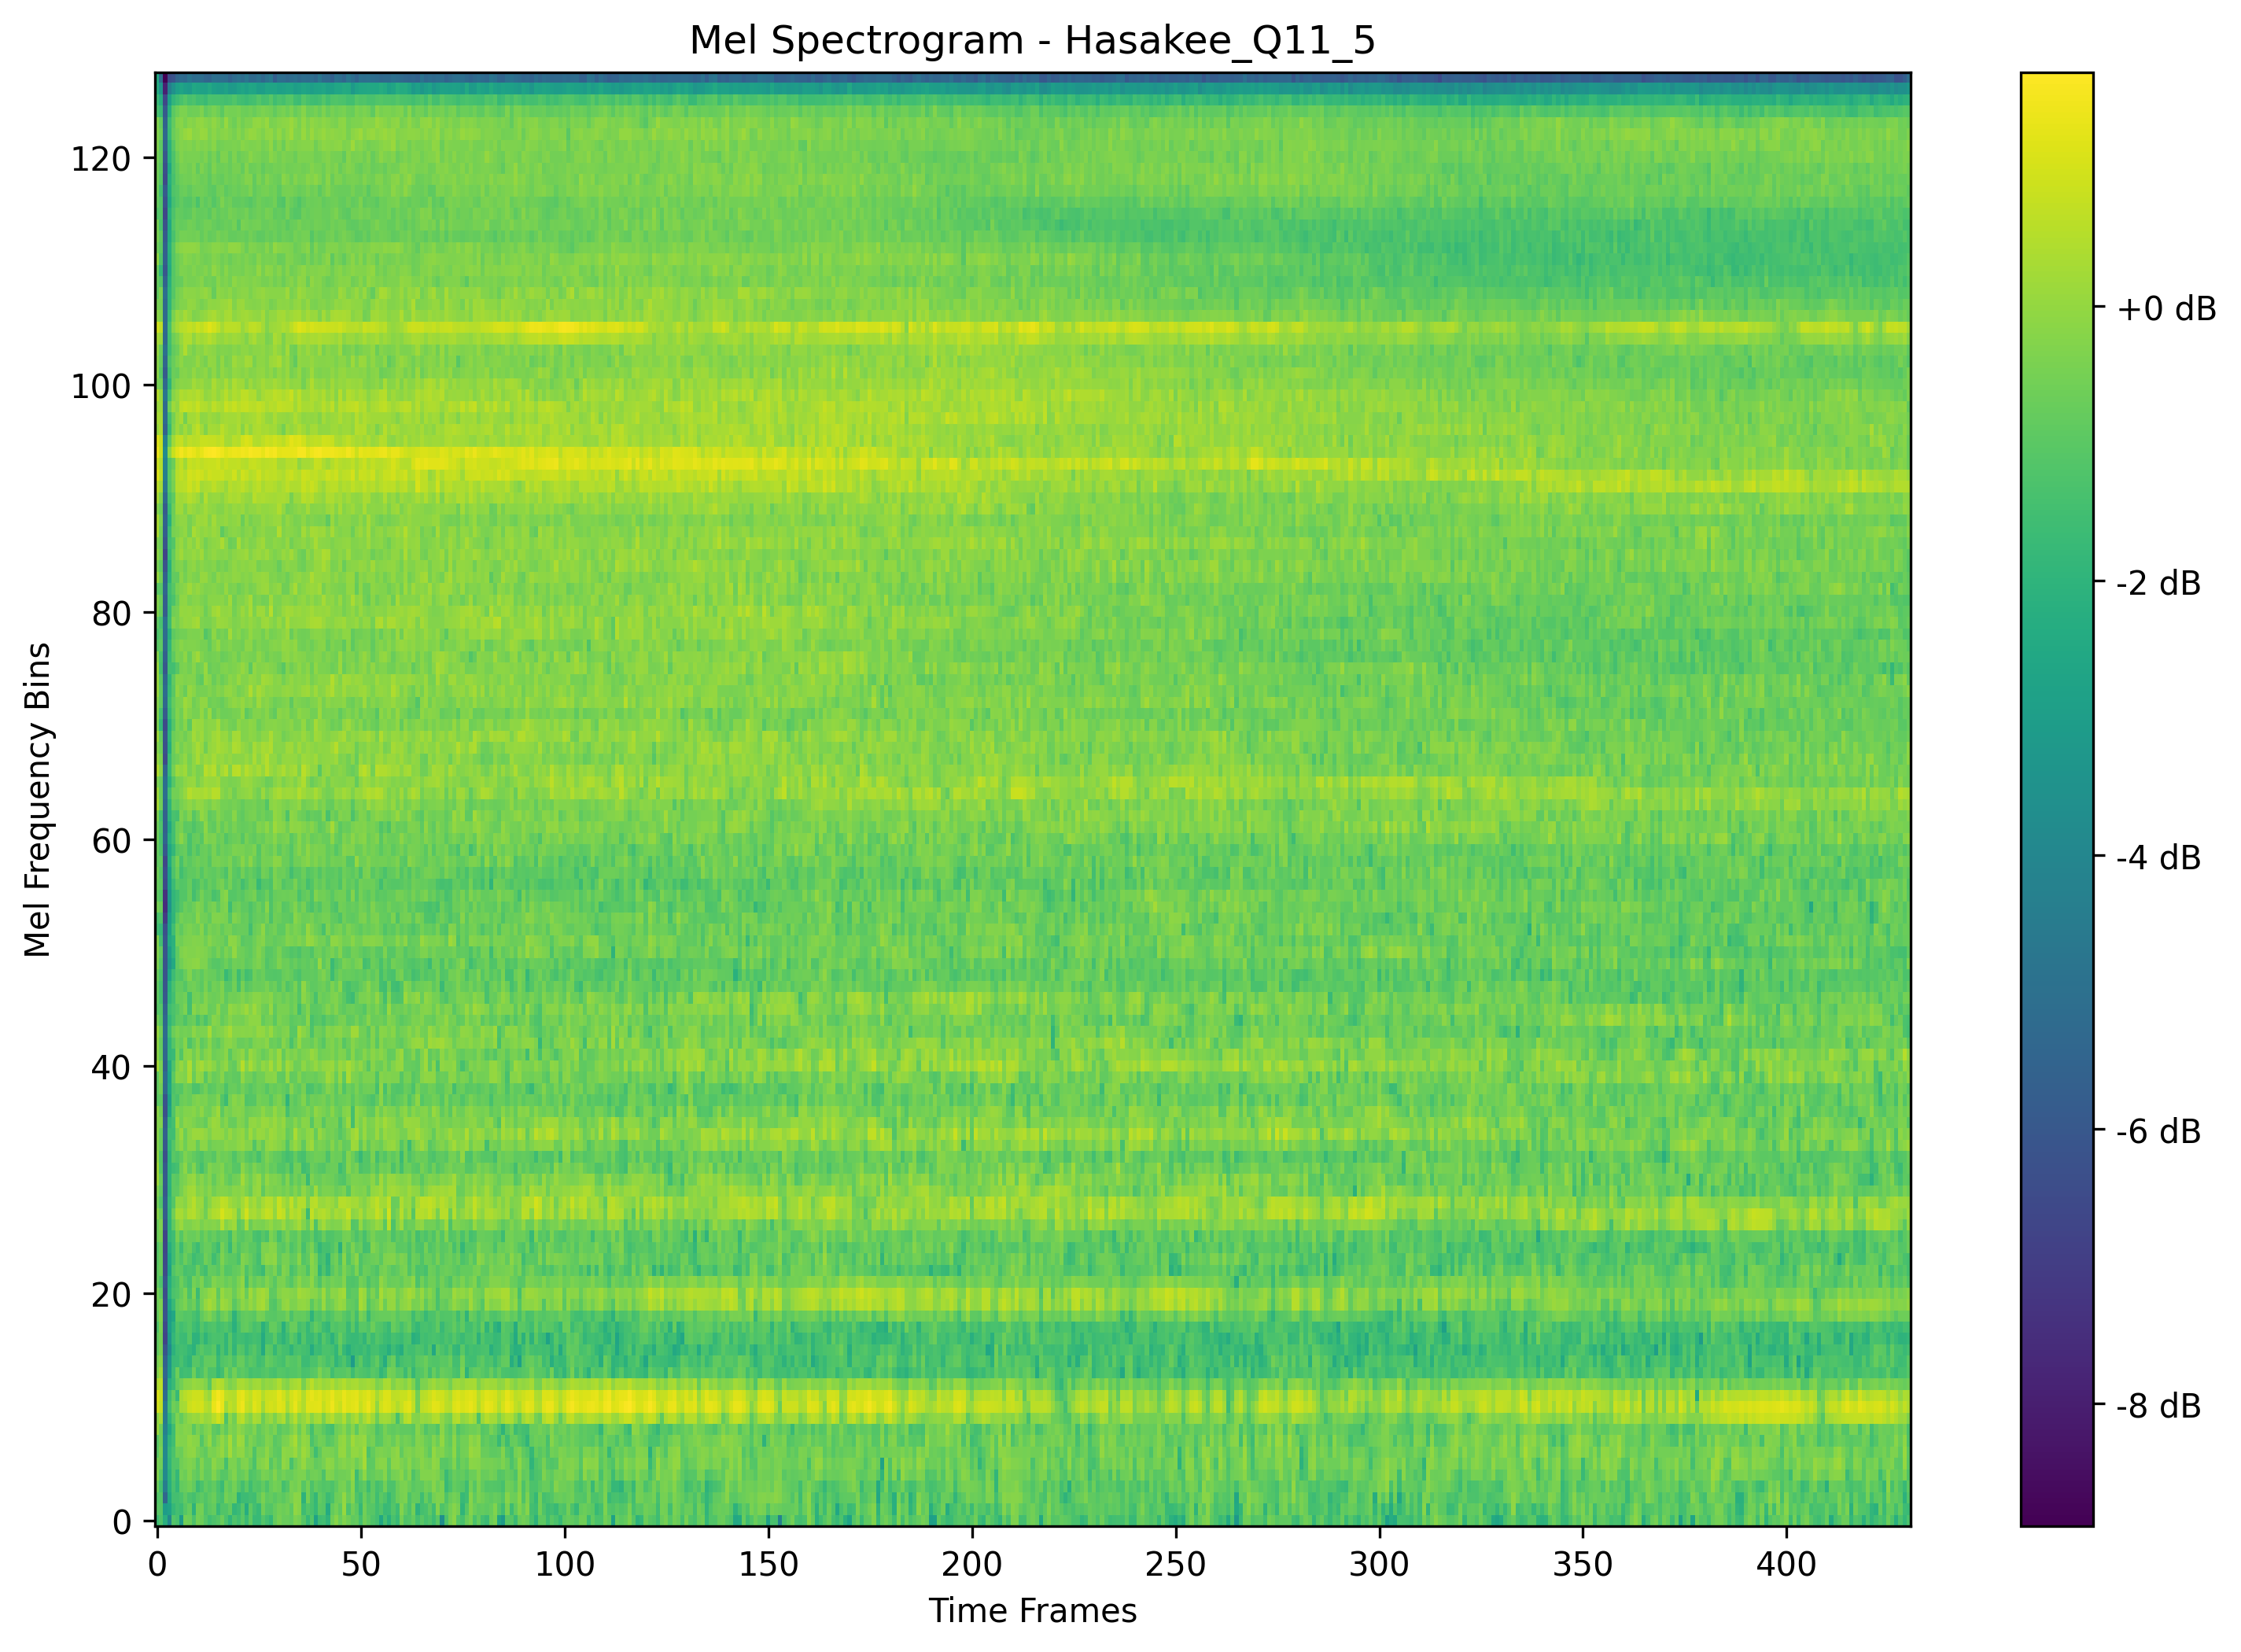 Mel Spectrogram - Hasakee_Q11_5
Mel Frequency Bins
120
100
80
60
40
20
0
0 50 100 150 200 250 300 350 400
Time Frames
+0 dB
-2 dB
-4 dB
-6 dB
-8 dB